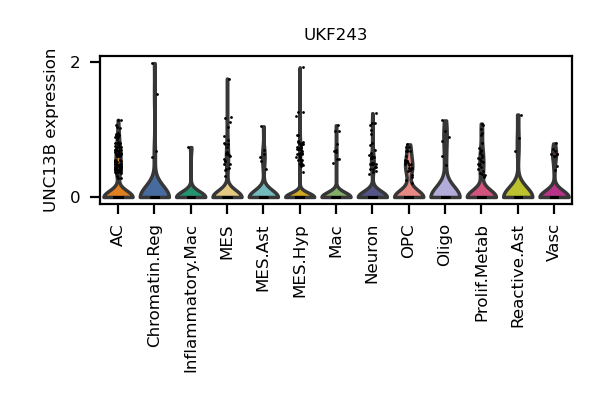 UKF243
UNC13B expression
2
0
AC
Chromatin.Reg
Inflammatory.Mac
MES
MES.Ast
MES.Hyp
Mac
Neuron
OPC
Oligo
Prolif.Metab
Reactive.Ast
Vasc